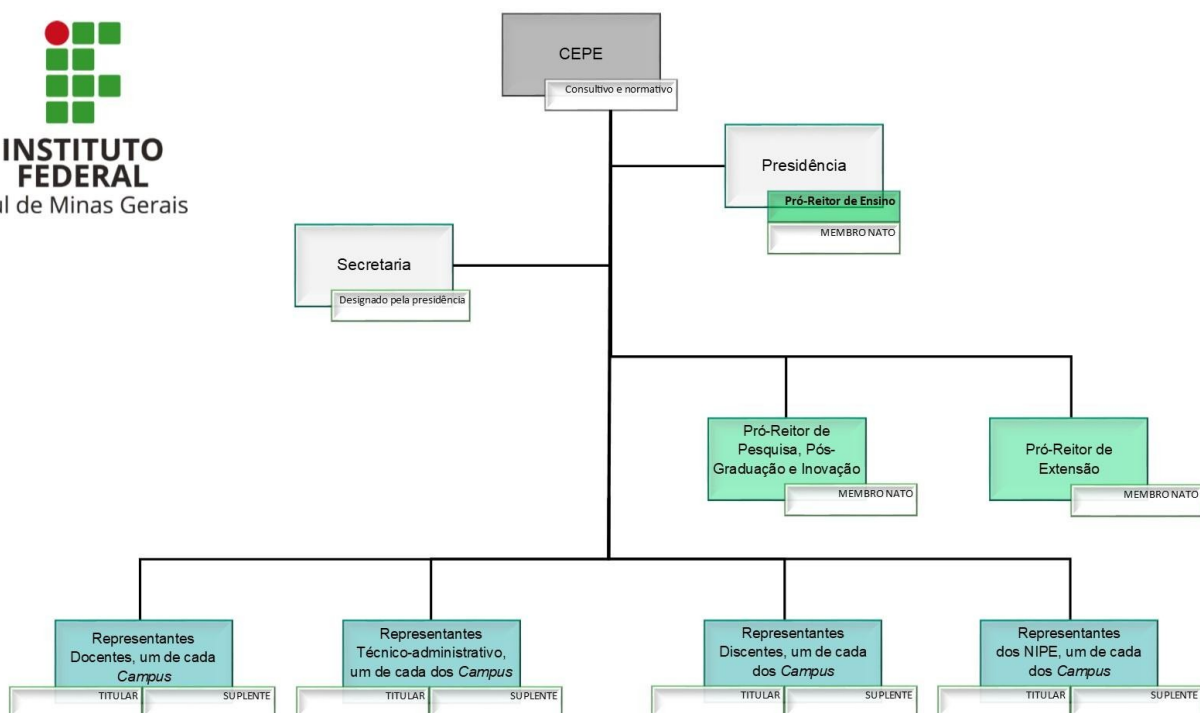 CEPE
Consultivo e normativo
INSTITUTO
FEDERAL
ul de Minas Gerais
Presidência
Pró-Reitor de Ensino
MEMBRO NATO
Secretaria
Designado pela presidência
Pró-Reitor de
Pesquisa, Pós-
Graduação e Inovação
MEMBRO NATO
Pró-Reitor de
Extensão
MEMBRO NATO
Representantes
Docentes, um de cada
Campus
TITULAR
SUPLENTE
Representantes
Técnico-administrativo,
um de cada dos Campus
TITULAR
SUPLENTE
Representantes
Discentes, um de cada
dos Campus
TITULAR
SUPLENTE
Representantes
dos NIPE, um de cada
dos Campus
TITULAR
SUPLENTE